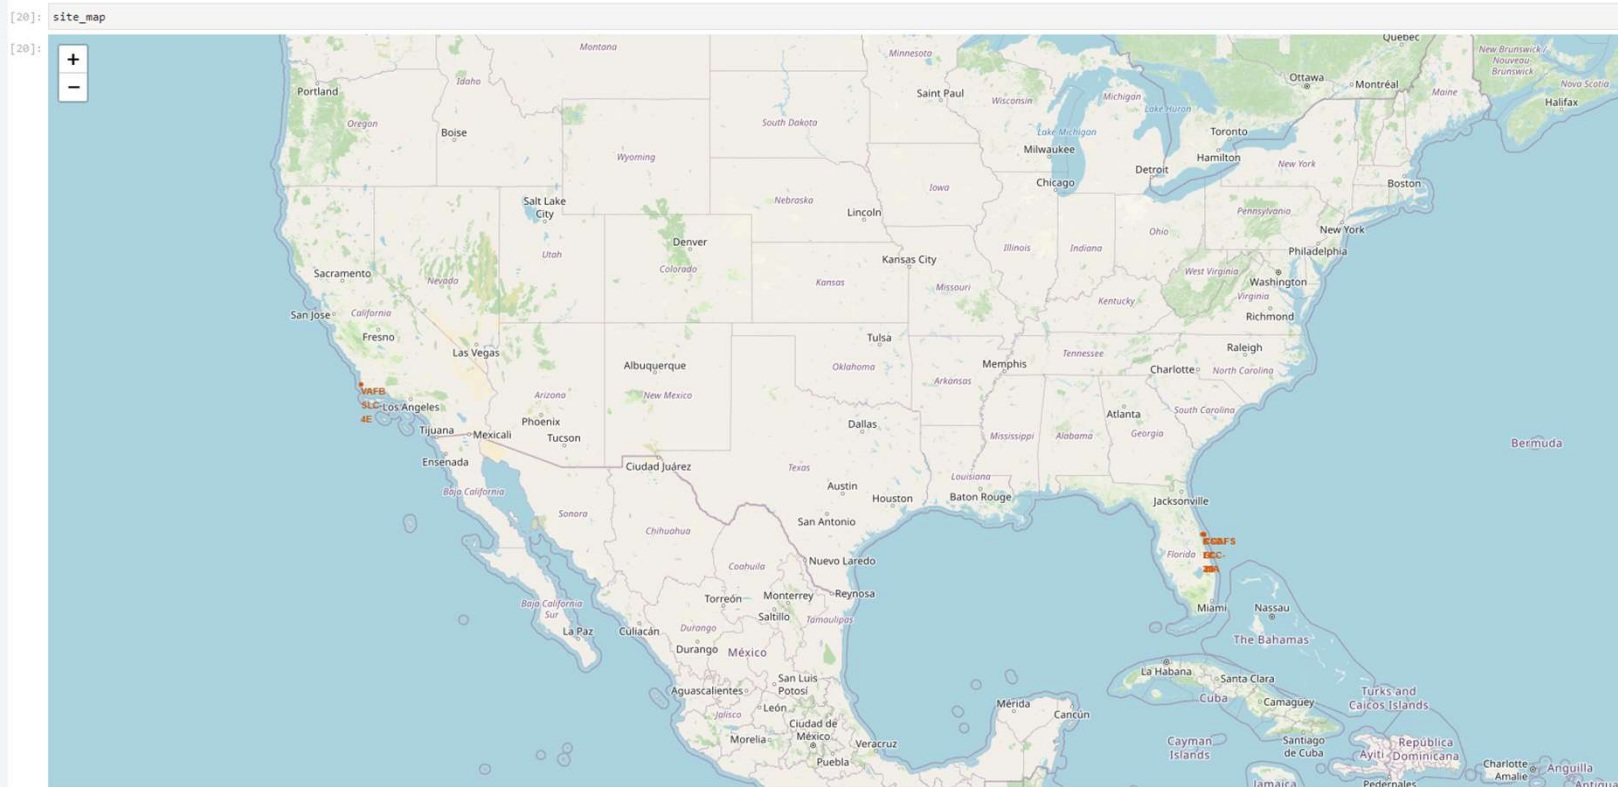 [20]:
site_map
[20]:
+
−
Montana
Minnesota
Québec
New Brunswick /
Nouveau-
Brunswick
Nova Scotia
Portland
Idaho
Saint Paul
Wisconsin
Michigan
Lake Huron
Ottawa
Montréal
Maine
Halifax
Oregon
Boise
South Dakota
Lake Michigan
Toronto
Wyoming
Milwaukee
Hamilton
New York
Detroit
Chicago
Boston
Iowa
Salt Lake
City
Nebraska
Lincoln
Pennsylvania
New York
Ohio
Denver
Illinois
Indiana
Philadelphia
Utah
Kansas City
Sacramento
Colorado
West Virginia
Nevada
Kansas
Missouri
Washington
Virginia
Kentucky
San Jose
California
Richmond
Fresno
Tulsa
Raleigh
Las Vegas
Tennessee
Albuquerque
Memphis
Oklahoma
Charlotte
North Carolina
Arkansas
VAFB
SLC-
4E
Los Angeles
Arizona
New Mexico
South Carolina
Atlanta
Phoenix
Dallas
Tijuana
Mexicali
Tucson
Mississippi
Alabama
Georgia
Bermuda
Ensenada
Ciudad Juárez
Texas
Louisiana
Baja California
Austin
Houston
Baton Rouge
Jacksonville
Sonora
San Antonio
Chihuahua
Florida
Nuevo Laredo
Coahuila
Torreón
Monterrey
Reynosa
Baja California
Sur
Saltillo
Tamaulipas
Miami
Nassau
La Paz
Culiacán
Durango
The Bahamas
Durango
México
La Habana
San Luis
Potosí
Santa Clara
Aguascalientes
Cuba
Camagüey
Turks and
Caicos Islands
León
Mérida
Cancún
Jalisco
Ciudad de
México
Morelia
Veracruz
Cayman
Islands
Santiago
de Cuba
Ayiti
República
Dominicana
Puebla
Charlotte
Amalie
Anguilla
Jamaica
Pedernales